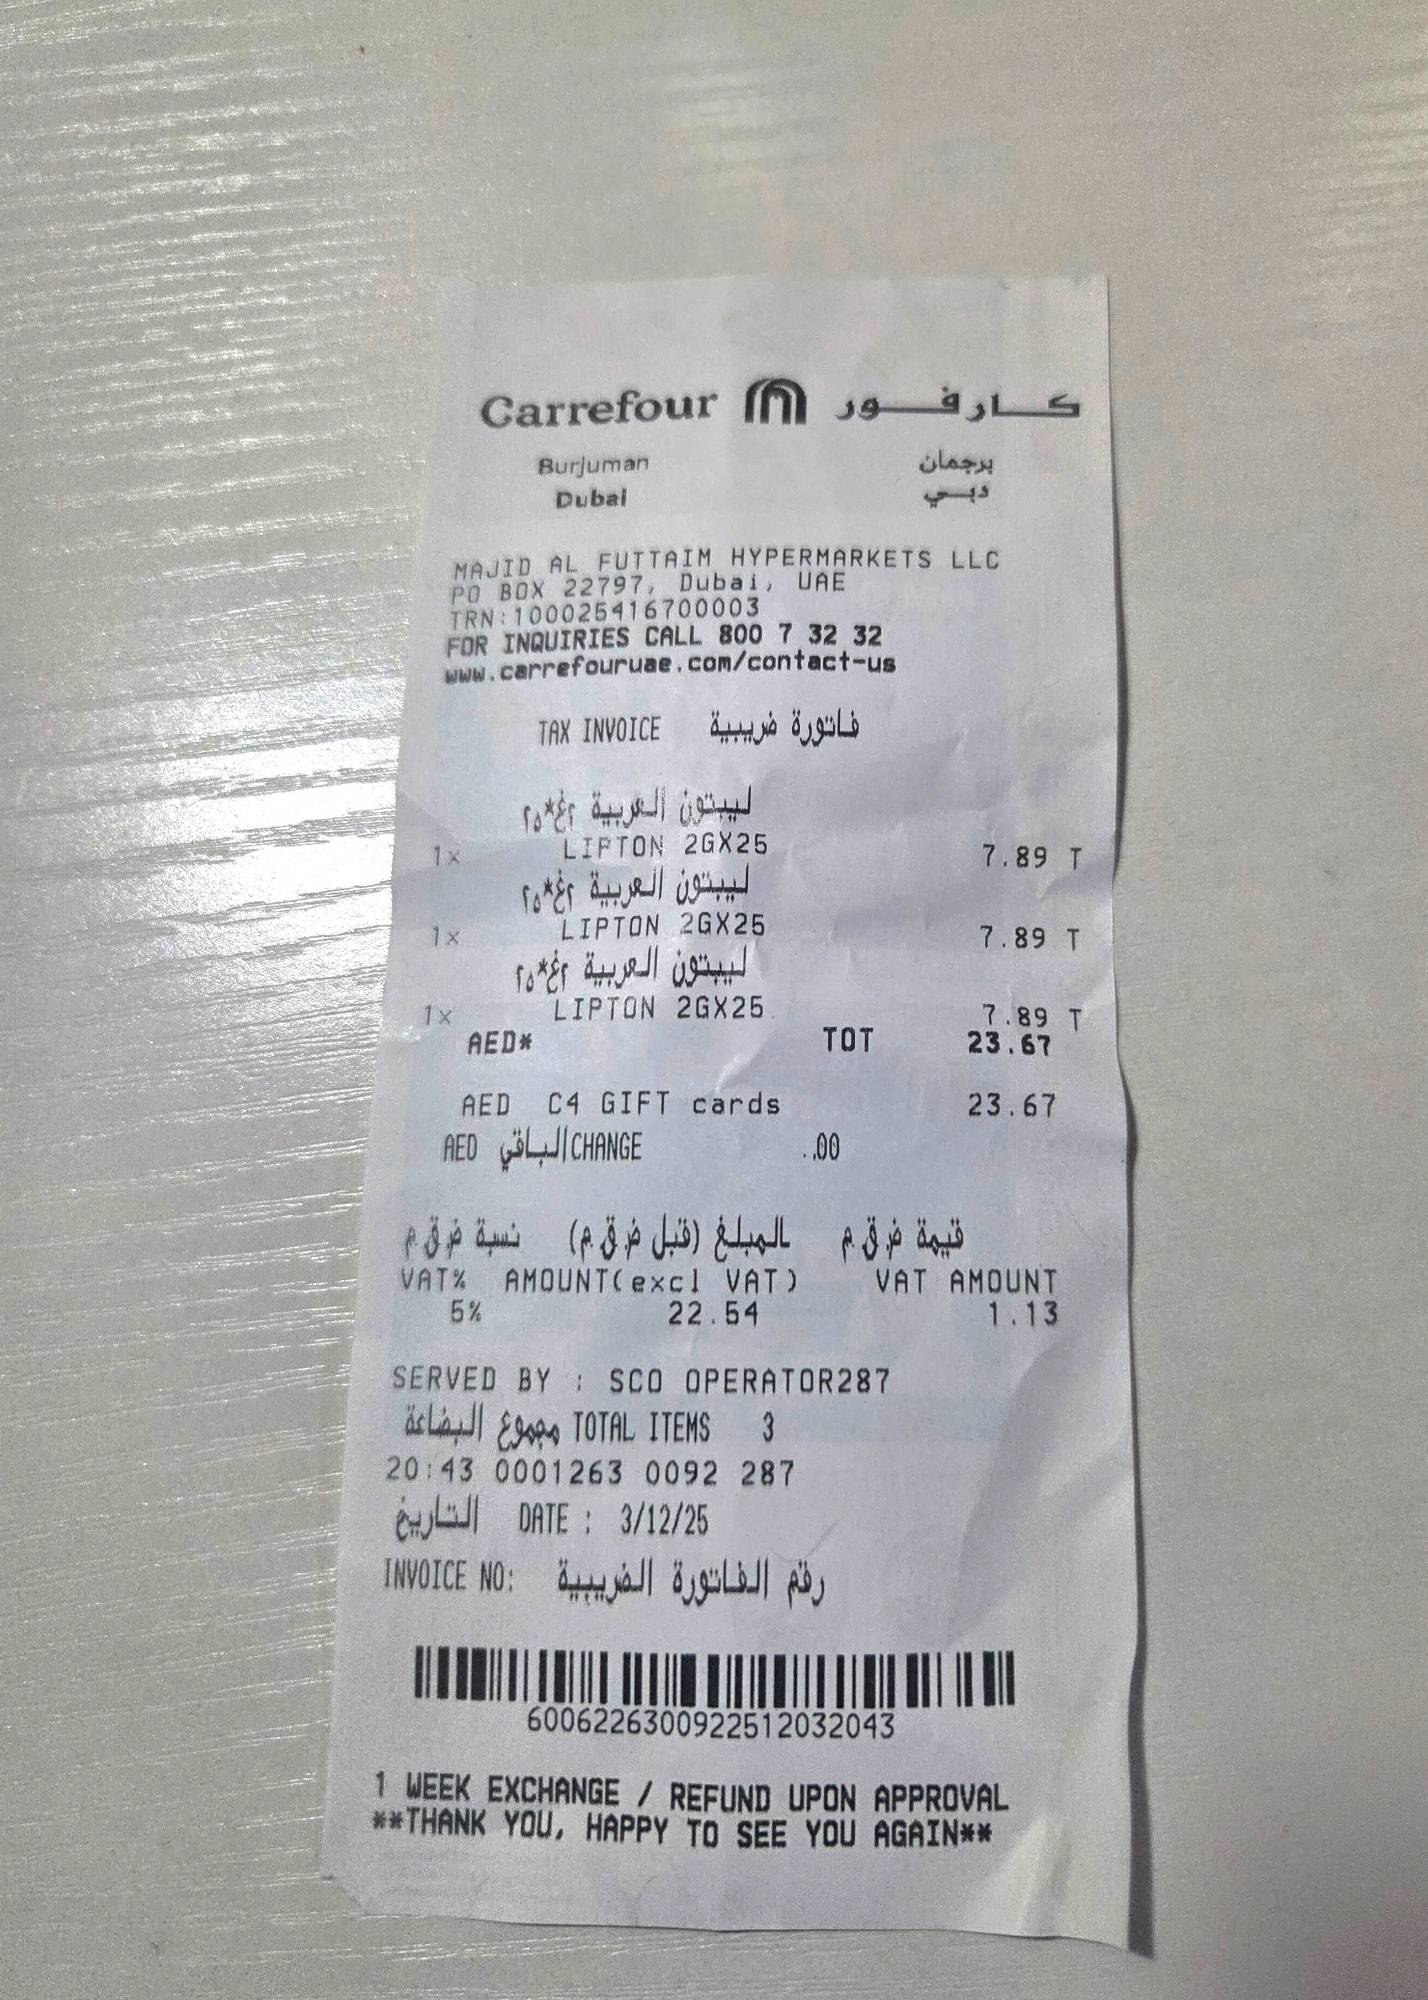 Carrefour كارفور
Burjuman برجمان
Dubai دبي
MAJID AL FUTTAIM HYPERMARKETS LLC
PO BOX 22797, Dubai, UAE
TRN:100025416700003
FOR INQUIRIES CALL 800 7 32 32
www.carrefouruae.com/contact-us
TAX INVOICE فاتورة ضريبية
ليبتون العربية ٢غ*٢٥
1x LIPTON 2GX25 7.89 T
ليبتون العربية ٢غ*٢٥
1x LIPTON 2GX25 7.89 T
ليبتون العربية ٢غ*٢٥
1x LIPTON 2GX25 7.89 T
AED* TOT 23.67
AED C4 GIFT cards 23.67
AED الباقي CHANGE ..00
نسبة ض.ق.م المبلغ (قبل ض.ق.م) قيمة ض.ق.م
VAT% AMOUNT(excl VAT) VAT AMOUNT
5% 22.54 1.13
SERVED BY : SCO OPERATOR287
مجموع البضاعة TOTAL ITEMS 3
20:43 0001263 0092 287
التاريخ DATE : 3/12/25
INVOICE NO: رقم الفاتورة الضريبية
6006226300922512032043
1 WEEK EXCHANGE / REFUND UPON APPROVAL
**THANK YOU, HAPPY TO SEE YOU AGAIN**